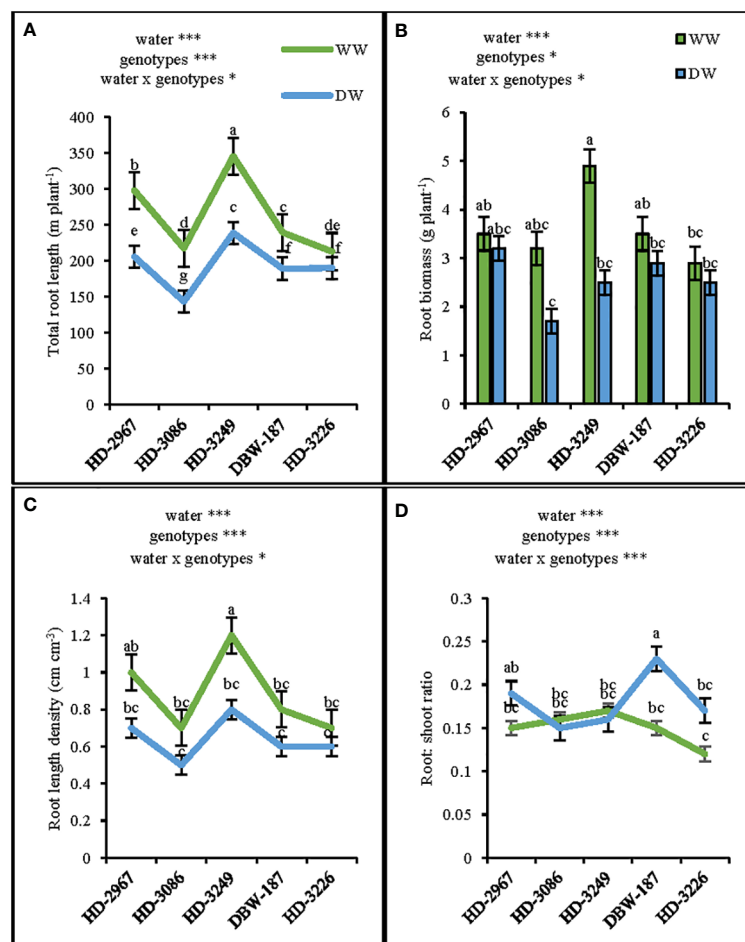 A
water ***
genotypes ***
water x genotypes *
WW
DW
Total root length (m plant-1)
400
350
300
250
200
150
100
50
0
b
d
a
c
de
e
g
c
f
f
HD-2967
HD-3086
HD-3249
DBW-187
HD-3226
B
water ***
genotypes *
water x genotypes *
WW
DW
Root biomass (g plant-1)
6
5
4
3
2
1
0
ab
abc
abc
c
a
bc
ab
bc
bc
bc
HD-2967
HD-3086
HD-3249
DBW-187
HD-3226
C
water ***
genotypes ***
water x genotypes *
Root length density (cm cm-3)
1.4
1.2
1
0.8
0.6
0.4
0.2
0
ab
bc
a
bc
bc
bc
c
bc
c
c
HD-2967
HD-3086
HD-3249
DBW-187
HD-3226
D
water ***
genotypes ***
water x genotypes ***
Root: shoot ratio
0.3
0.25
0.2
0.15
0.1
0.05
0
ab
bc
bc
a
bc
bc
bc
bc
bc
c
HD-2967
HD-3086
HD-3249
DBW-187
HD-3226